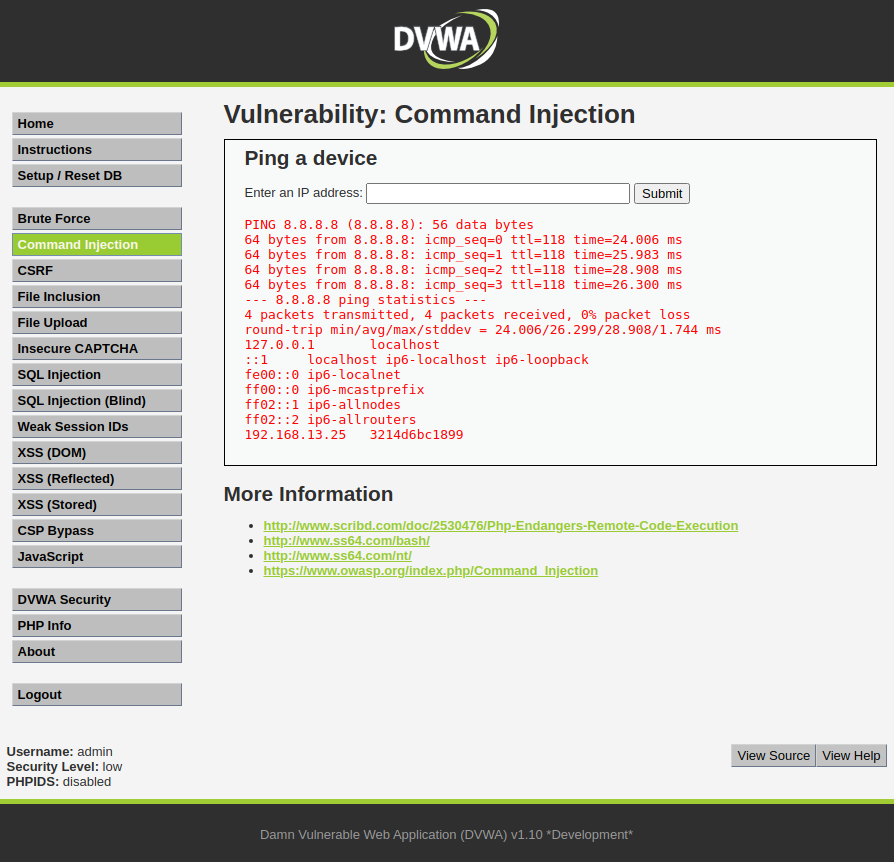 DVWA
Home
Instructions
Setup / Reset DB
Brute Force
Command Injection
CSRF
File Inclusion
File Upload
Insecure CAPTCHA
SQL Injection
SQL Injection (Blind)
Weak Session IDs
XSS (DOM)
XSS (Reflected)
XSS (Stored)
CSP Bypass
JavaScript
DVWA Security
PHP Info
About
Logout
Vulnerability: Command Injection
Ping a device
Enter an IP address: Submit
PING 8.8.8.8 (8.8.8.8): 56 data bytes
64 bytes from 8.8.8.8: icmp_seq=0 ttl=118 time=24.006 ms
64 bytes from 8.8.8.8: icmp_seq=1 ttl=118 time=25.983 ms
64 bytes from 8.8.8.8: icmp_seq=2 ttl=118 time=28.908 ms
64 bytes from 8.8.8.8: icmp_seq=3 ttl=118 time=26.300 ms
--- 8.8.8.8 ping statistics ---
4 packets transmitted, 4 packets received, 0% packet loss
round-trip min/avg/max/stddev = 24.006/26.299/28.908/1.744 ms
127.0.0.1       localhost
::1     localhost ip6-localhost ip6-loopback
fe00::0 ip6-localnet
ff00::0 ip6-mcastprefix
ff02::1 ip6-allnodes
ff02::2 ip6-allrouters
192.168.13.25   3214d6bc1899
More Information
http://www.scribd.com/doc/2530476/Php-Endangers-Remote-Code-Execution
http://www.ss64.com/bash/
http://www.ss64.com/nt/
https://www.owasp.org/index.php/Command_Injection
Username: admin
Security Level: low
PHPIDS: disabled
View Source View Help
Damn Vulnerable Web Application (DVWA) v1.10 *Development*